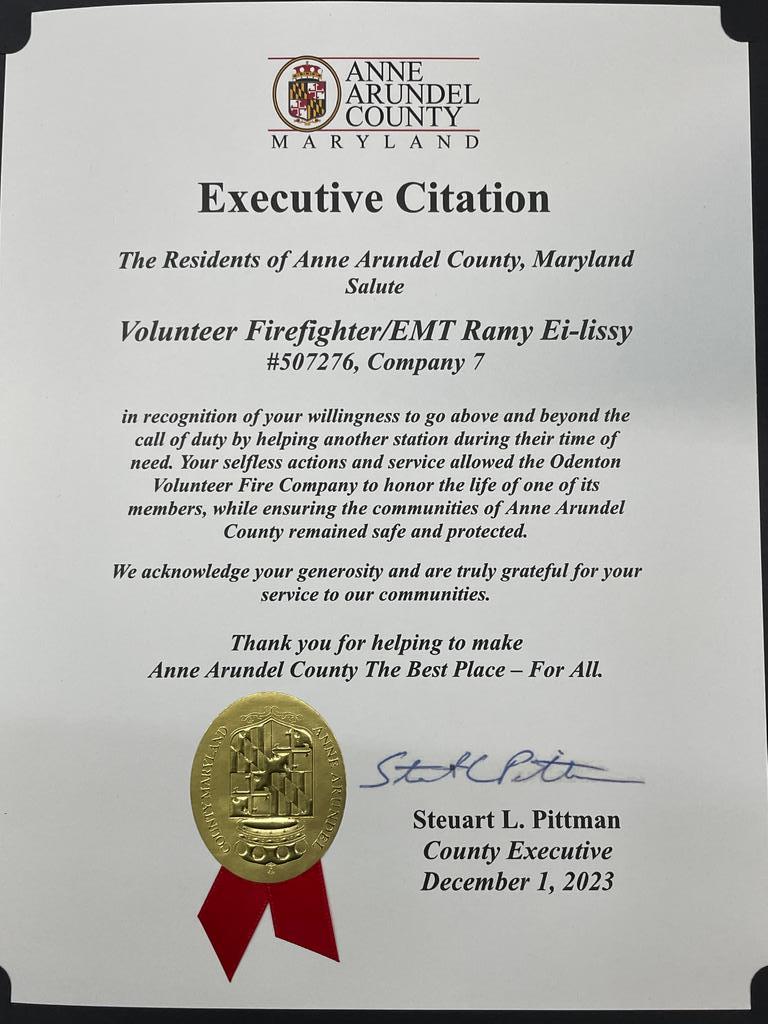 ANNE
ARUNDEL
COUNTY
MARYLAND
Executive Citation
The Residents of Anne Arundel County, Maryland
Salute
Volunteer Firefighter/EMT Ramy Ei-lissy
#507276, Company 7
in recognition of your willingness to go above and beyond the
call of duty by helping another station during their time of
need. Your selfless actions and service allowed the Odenton
Volunteer Fire Company to honor the life of one of its
members, while ensuring the communities of Anne Arundel
County remained safe and protected.
We acknowledge your generosity and are truly grateful for your
service to our communities.
Thank you for helping to make
Anne Arundel County The Best Place – For All.
ANNE ARUNDEL
COUNTY MARYLAND
Steuart L. Pittman
County Executive
December 1, 2023